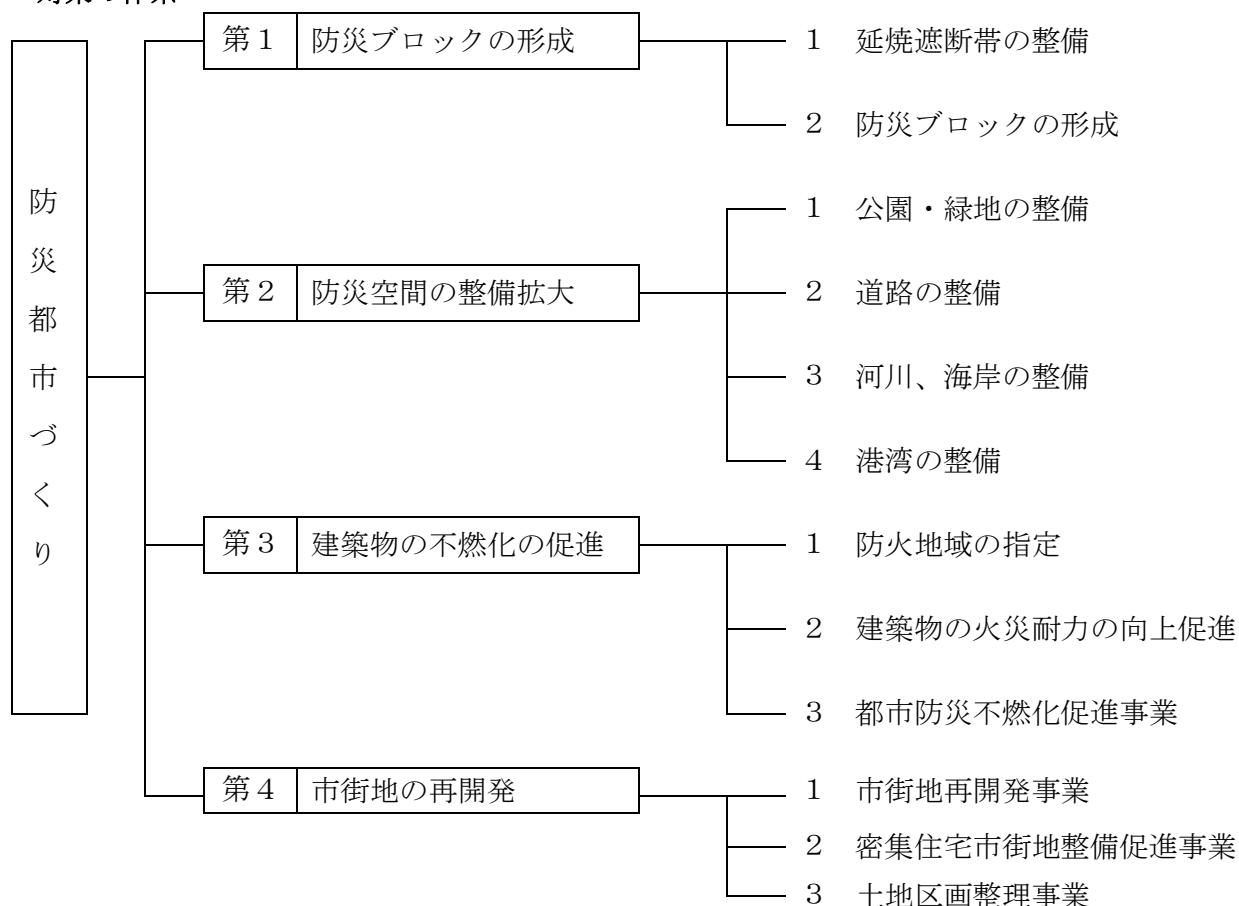 防災都市づくり
第１ 防災ブロックの形成
１ 延焼遮断帯の整備
２ 防災ブロックの形成
第２ 防災空間の整備拡大
１ 公園・緑地の整備
２ 道路の整備
３ 河川、海岸の整備
４ 港湾の整備
第３ 建築物の不燃化の促進
１ 防火地域の指定
２ 建築物の火災耐力の向上促進
３ 都市防災不燃化促進事業
第４ 市街地の再開発
１ 市街地再開発事業
２ 密集住宅市街地整備促進事業
３ 土地区画整理事業